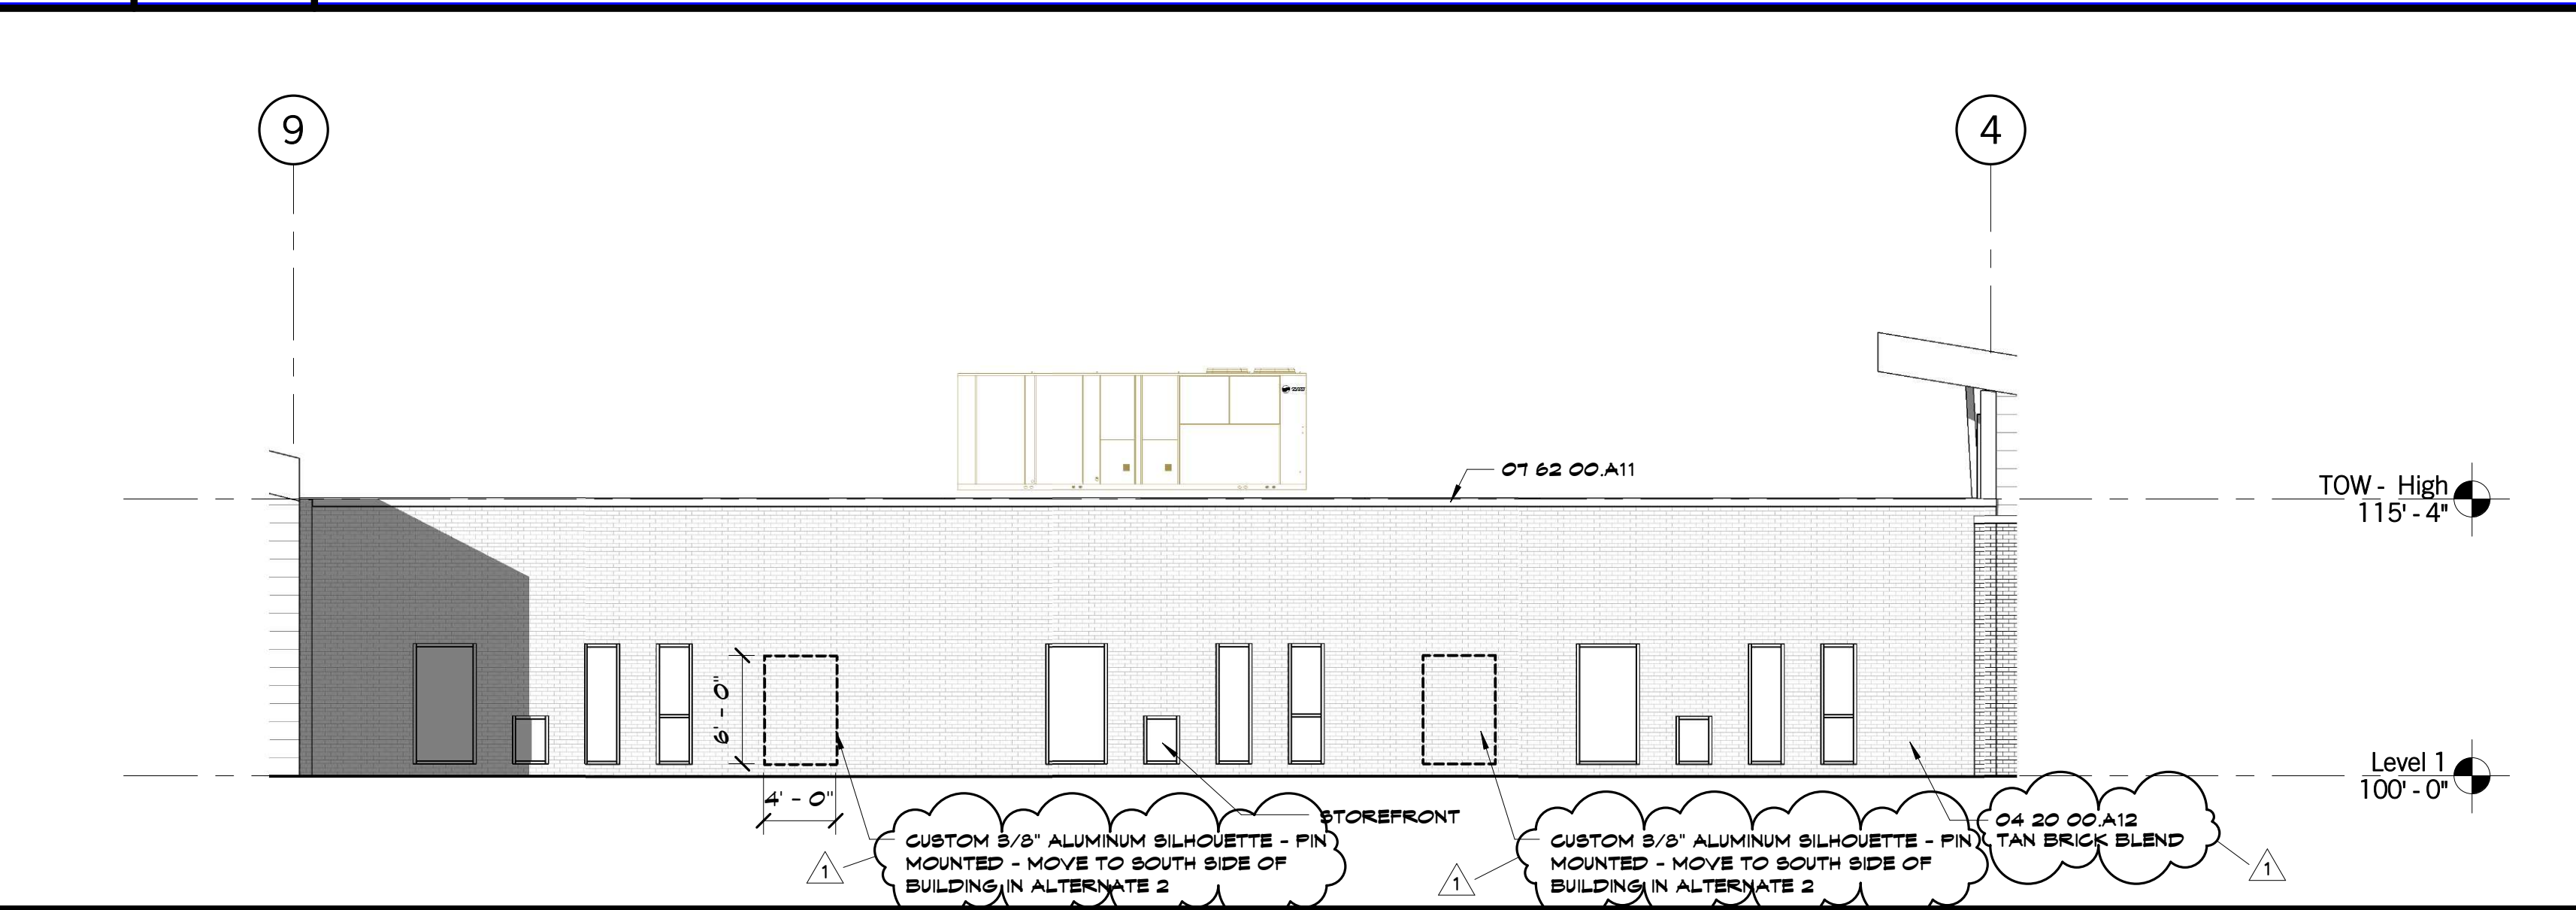 9
4
07 62 00.A11
TOW - High
115' - 4"
6' - 0"
4' - 0"
Level 1
100' - 0"
STOREFRONT
CUSTOM 3/8" ALUMINUM SILHOUETTE - PIN
MOUNTED - MOVE TO SOUTH SIDE OF
BUILDING IN ALTERNATE 2
1
CUSTOM 3/8" ALUMINUM SILHOUETTE - PIN
MOUNTED - MOVE TO SOUTH SIDE OF
BUILDING IN ALTERNATE 2
1
04 20 00.A12
TAN BRICK BLEND
1